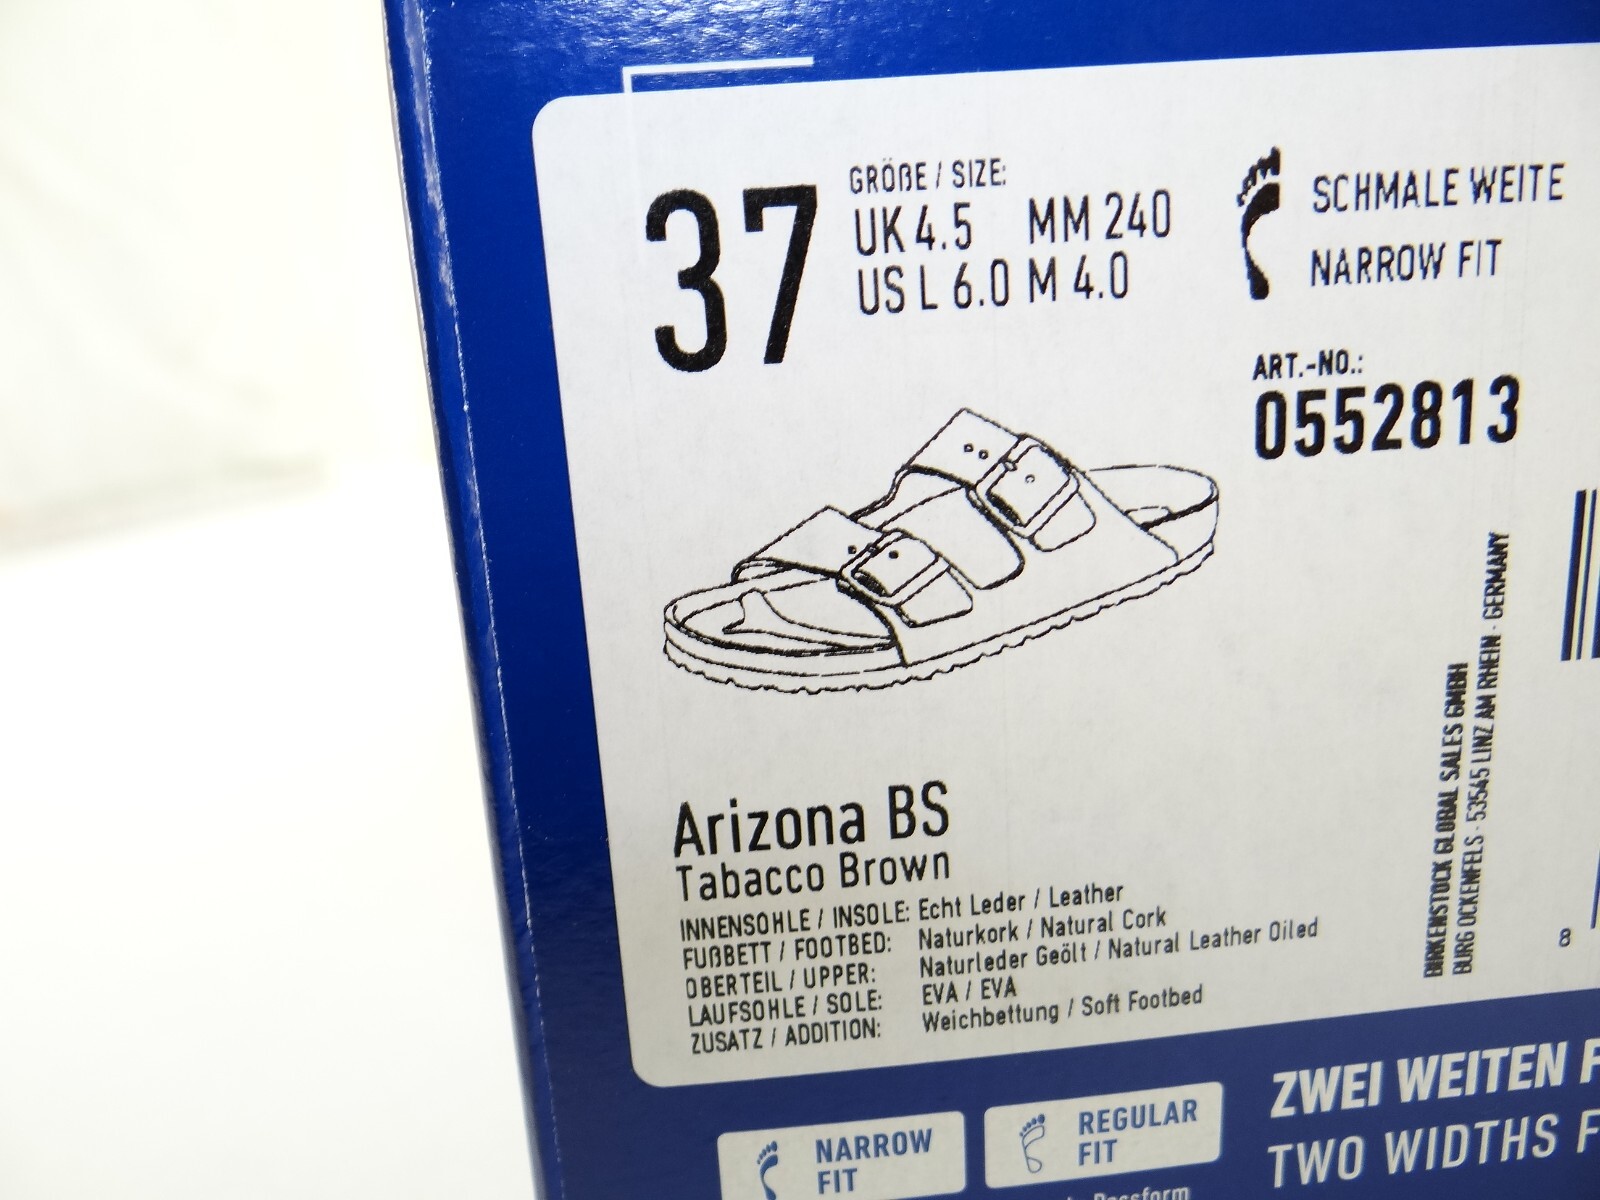 37
GRÖßE / SIZE:
UK 4.5 MM 240
US L 6.0 M 4.0
SCHMALE WEITE
NARROW FIT
ART.-NO.:
0552813
Arizona BS
Tabacco Brown
INNENSOHLE / INSOLE: Echt Leder / Leather
FUßBETT / FOOTBED: Naturkork / Natural Cork
OBERTEIL / UPPER: Naturleder Geölt / Natural Leather Oiled
LAUFSOHLE / SOLE: EVA / EVA
ZUSATZ / ADDITION: Weichbettung / Soft Footbed
BIRKENSTOCK GLOBAL SALES GMBH
BURG OCKENFELS · 53545 LINZ AM RHEIN · GERMANY
8
NARROW
FIT
REGULAR
FIT
ZWEI WEITEN F
TWO WIDTHS F
Passform